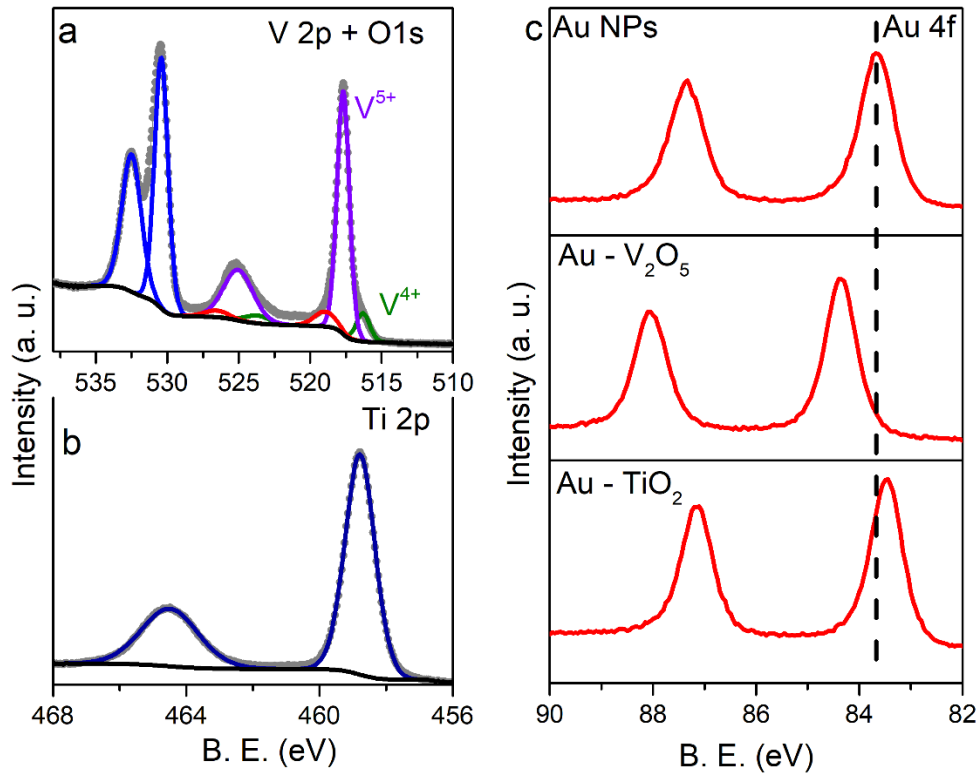 a
V 2p + O1s
V⁵⁺
V⁴⁺
535 530 525 520 515 510
b
Ti 2p
468 464 460 456
B. E. (eV)
Intensity (a. u.)
c
Au NPs
Au 4f
Au - V₂O₅
Au - TiO₂
90 88 86 84 82
B. E. (eV)
Intensity (a. u.)